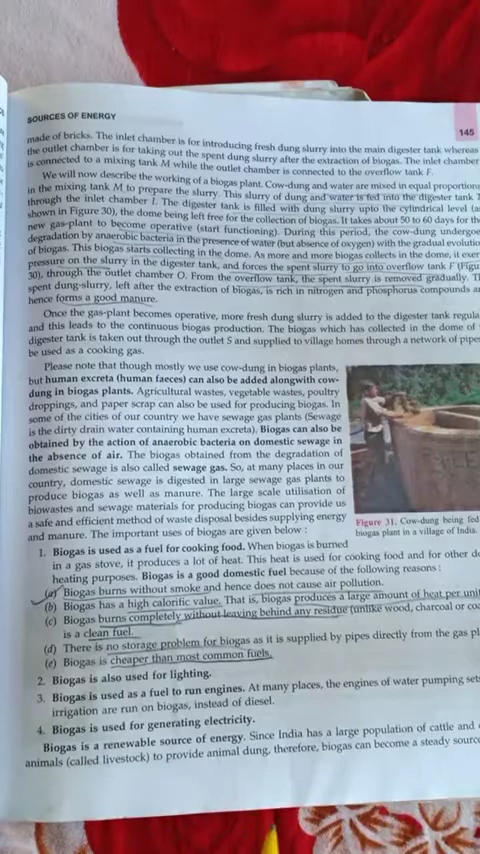 SOURCES OF ENERGY
145
made of bricks. The inlet chamber is for introducing fresh dung slurry into the main digester tank whereas
the outlet chamber is for taking out the spent dung slurry after the extraction of biogas. The inlet chamber
is connected to a mixing tank M while the outlet chamber is connected to the overflow tank F.
We will now describe the working of a biogas plant. Cow-dung and water are mixed in equal proportions
in the mixing tank M to prepare the slurry. This slurry of dung and water is fed into the digester tank
through the inlet chamber I. The digester tank is filled with dung slurry upto the cylindrical level (as
shown in Figure 30), the dome being left free for the collection of biogas. It takes about 50 to 60 days for the
new gas-plant to become operative (start functioning). During this period, the cow-dung undergoes
degradation by anaerobic bacteria in the presence of water (but absence of oxygen) with the gradual evolution
of biogas. This biogas starts collecting in the dome. As more and more biogas collects in the dome, it exer
pressure on the slurry in the digester tank, and forces the spent slurry to go into overflow tank F (Figu
30), through the outlet chamber O. From the overflow tank, the spent slurry is removed gradually. T
spent dung-slurry, left after the extraction of biogas, is rich in nitrogen and phosphorus compounds a
hence forms a good manure.
Once the gas-plant becomes operative, more fresh dung slurry is added to the digester tank regula
and this leads to the continuous biogas production. The biogas which has collected in the dome of
digester tank is taken out through the outlet S and supplied to village homes through a network of pipe
be used as a cooking gas.
Please note that though mostly we use cow-dung in biogas plants,
but human excreta (human faeces) can also be added alongwith cow-
dung in biogas plants. Agricultural wastes, vegetable wastes, poultry
droppings, and paper scrap can also be used for producing biogas. In
some of the cities of our country we have sewage gas plants (Sewage
is the dirty drain water containing human excreta). Biogas can also be
obtained by the action of anaerobic bacteria on domestic sewage in
the absence of air. The biogas obtained from the degradation of
domestic sewage is also called sewage gas. So, at many places in our
country, domestic sewage is digested in large sewage gas plants to
produce biogas as well as manure. The large scale utilisation of
biowastes and sewage materials for producing biogas can provide us
a safe and efficient method of waste disposal besides supplying energy
and manure. The important uses of biogas are given below :
Figure 31. Cow-dung being fed
biogas plant in a village of India.
1. Biogas is used as a fuel for cooking food. When biogas is burned
in a gas stove, it produces a lot of heat. This heat is used for cooking food and for other do
heating purposes. Biogas is a good domestic fuel because of the following reasons :
(a) Biogas burns without smoke and hence does not cause air pollution.
(b) Biogas has a high calorific value. That is, biogas produces a large amount of heat per unit
(c) Biogas burns completely without leaving behind any residue (unlike wood, charcoal or coa
is a clean fuel.
(d) There is no storage problem for biogas as it is supplied by pipes directly from the gas pl
(e) Biogas is cheaper than most common fuels.
2. Biogas is also used for lighting.
3. Biogas is used as a fuel to run engines. At many places, the engines of water pumping sets
irrigation are run on biogas, instead of diesel.
4. Biogas is used for generating electricity.
Biogas is a renewable source of energy. Since India has a large population of cattle and
animals (called livestock) to provide animal dung, therefore, biogas can become a steady source